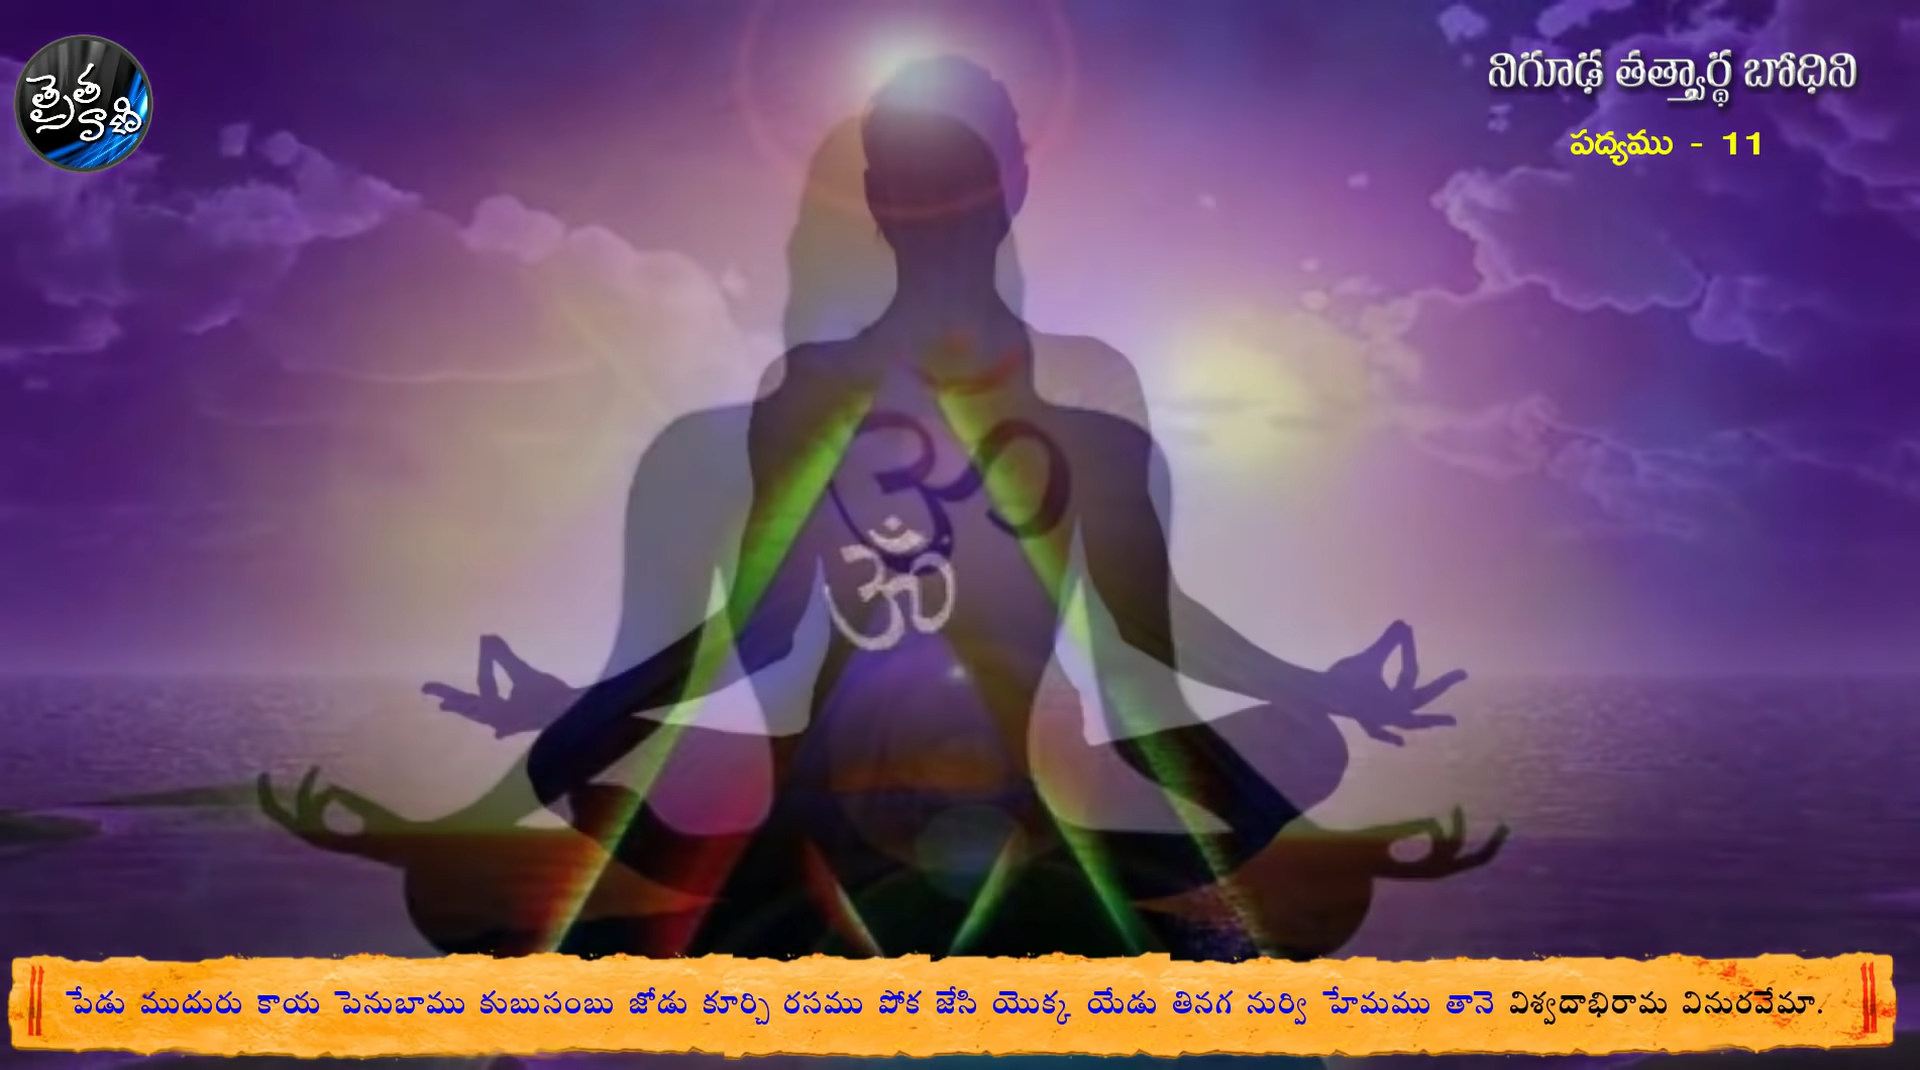 త్రైత
వాణి
నిగూఢ తత్త్వార్థ బోధిని
పద్యము - 11
|| పేడు ముదురు కాయ పెనుబాము కుబుసంబు జోడు కూర్చి రసము పోక జేసి యొక్క యేడు తినగ నుర్వి హేమము తానె విశ్వదాభిరామ వినురవేమా. ||